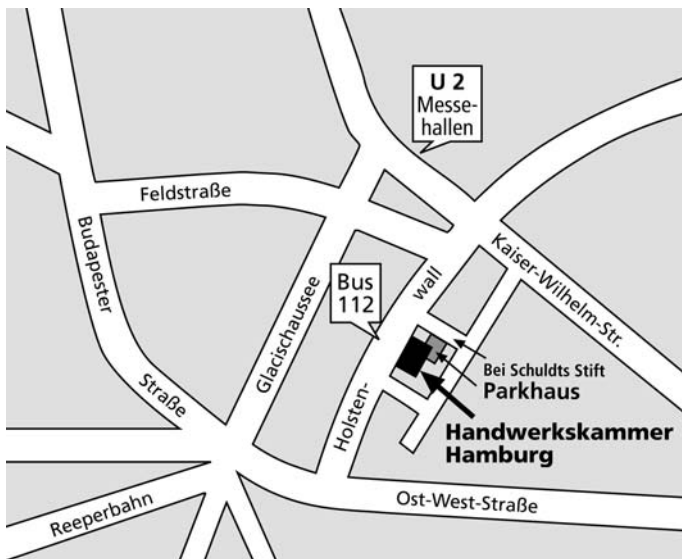 U 2
Messe-
hallen
Feldstraße
Budapester
Straße
Glacischaussee
Bus
112
Holsten-
wall
Kaiser-Wilhelm-Str.
Bei Schuldts Stift
Parkhaus
Handwerkskammer
Hamburg
Ost-West-Straße
Reeperbahn